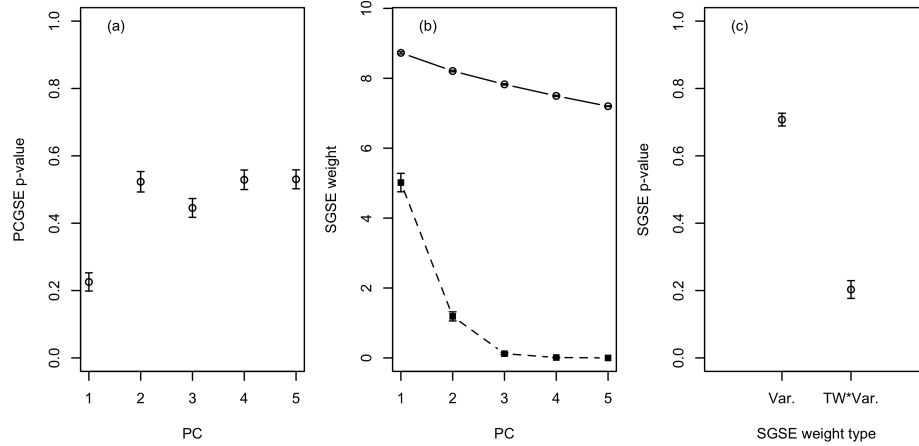 (a)
PCGSE p-value
1.0
0.8
0.6
0.4
0.2
0.0
1 2 3 4 5
PC
(b)
SGSE weight
10
8
6
4
2
0
1 2 3 4 5
PC
(c)
SGSE p-value
1.0
0.8
0.6
0.4
0.2
0.0
Var. TW*Var.
SGSE weight type